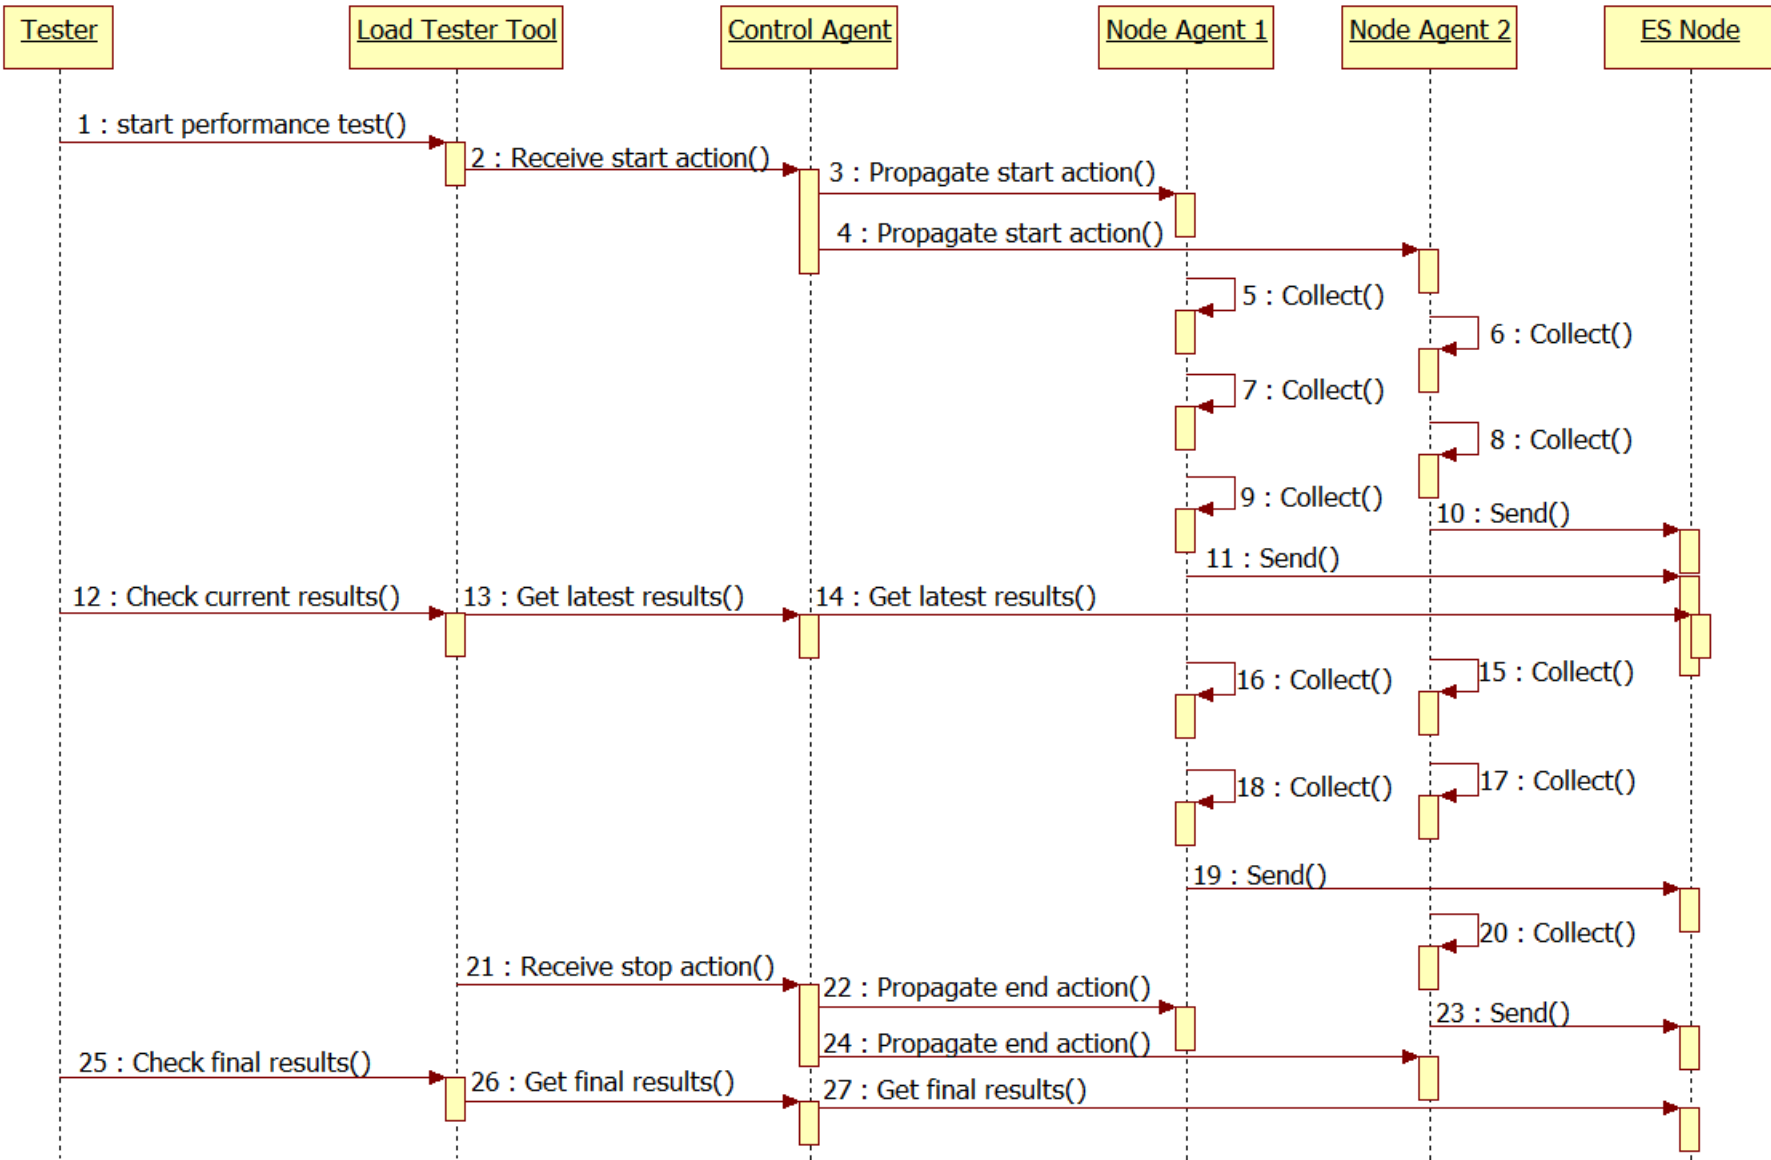 Tester
Load Tester Tool
Control Agent
Node Agent 1
Node Agent 2
ES Node
1 : start performance test()
2 : Receive start action()
3 : Propagate start action()
4 : Propagate start action()
5 : Collect()
6 : Collect()
7 : Collect()
8 : Collect()
9 : Collect()
10 : Send()
11 : Send()
12 : Check current results()
13 : Get latest results()
14 : Get latest results()
16 : Collect()
15 : Collect()
18 : Collect()
17 : Collect()
19 : Send()
20 : Collect()
21 : Receive stop action()
22 : Propagate end action()
23 : Send()
24 : Propagate end action()
25 : Check final results()
26 : Get final results()
27 : Get final results()